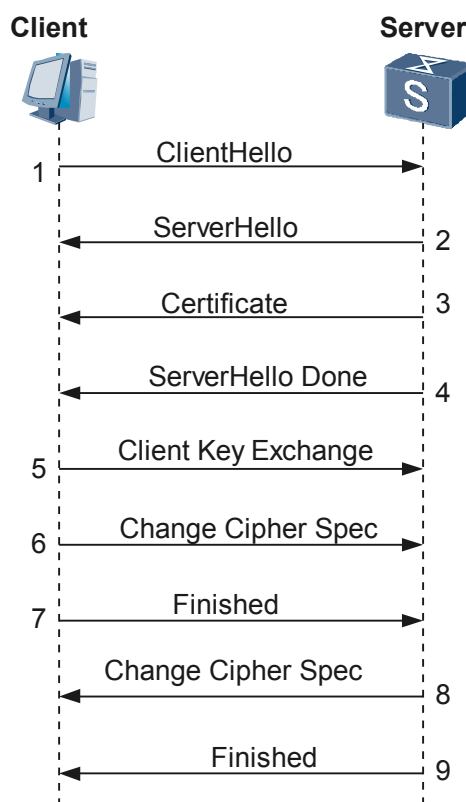 Client Server
S
ClientHello
1
ServerHello
2
Certificate 3
ServerHello Done
4
Client Key Exchange
5
Change Cipher Spec
6
Finished
7
Change Cipher Spec
8
Finished
9